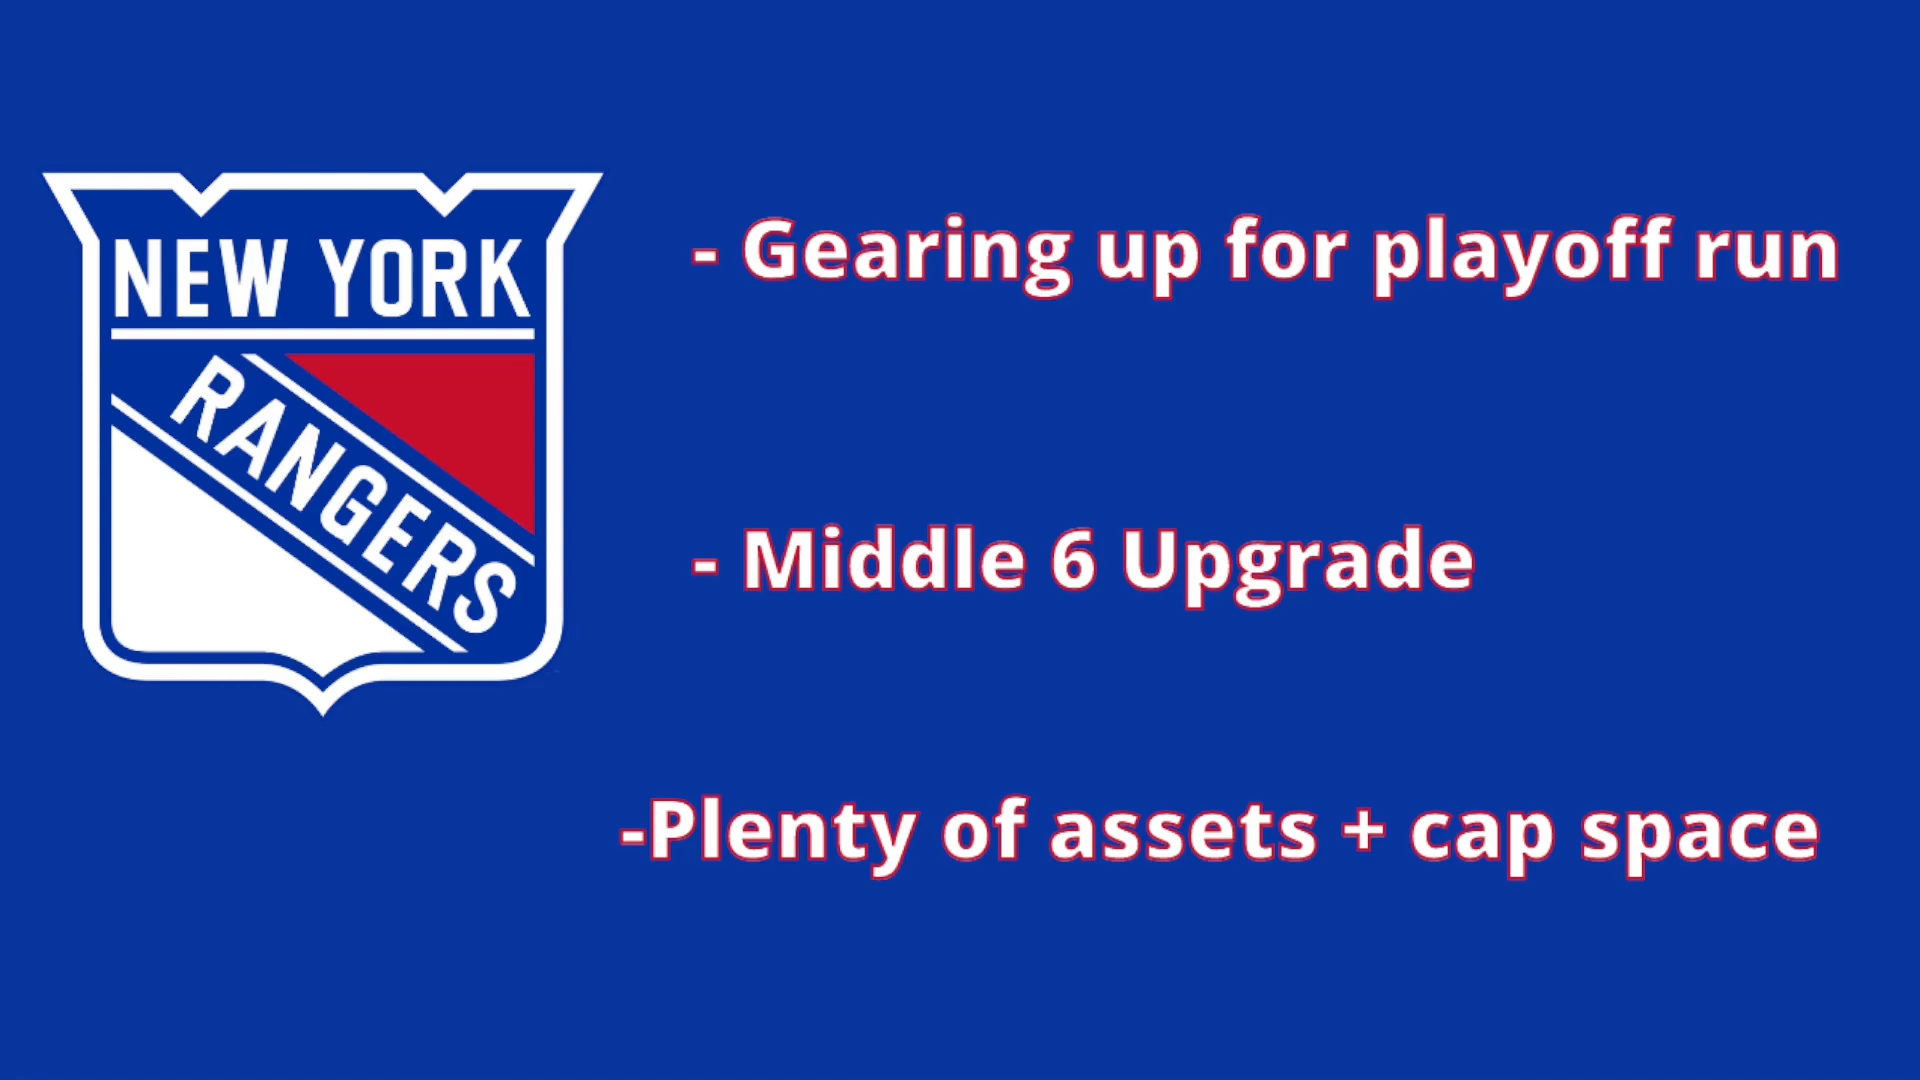 NEW YORK
RANGERS
- Gearing up for playoff run
- Middle 6 Upgrade
-Plenty of assets + cap space